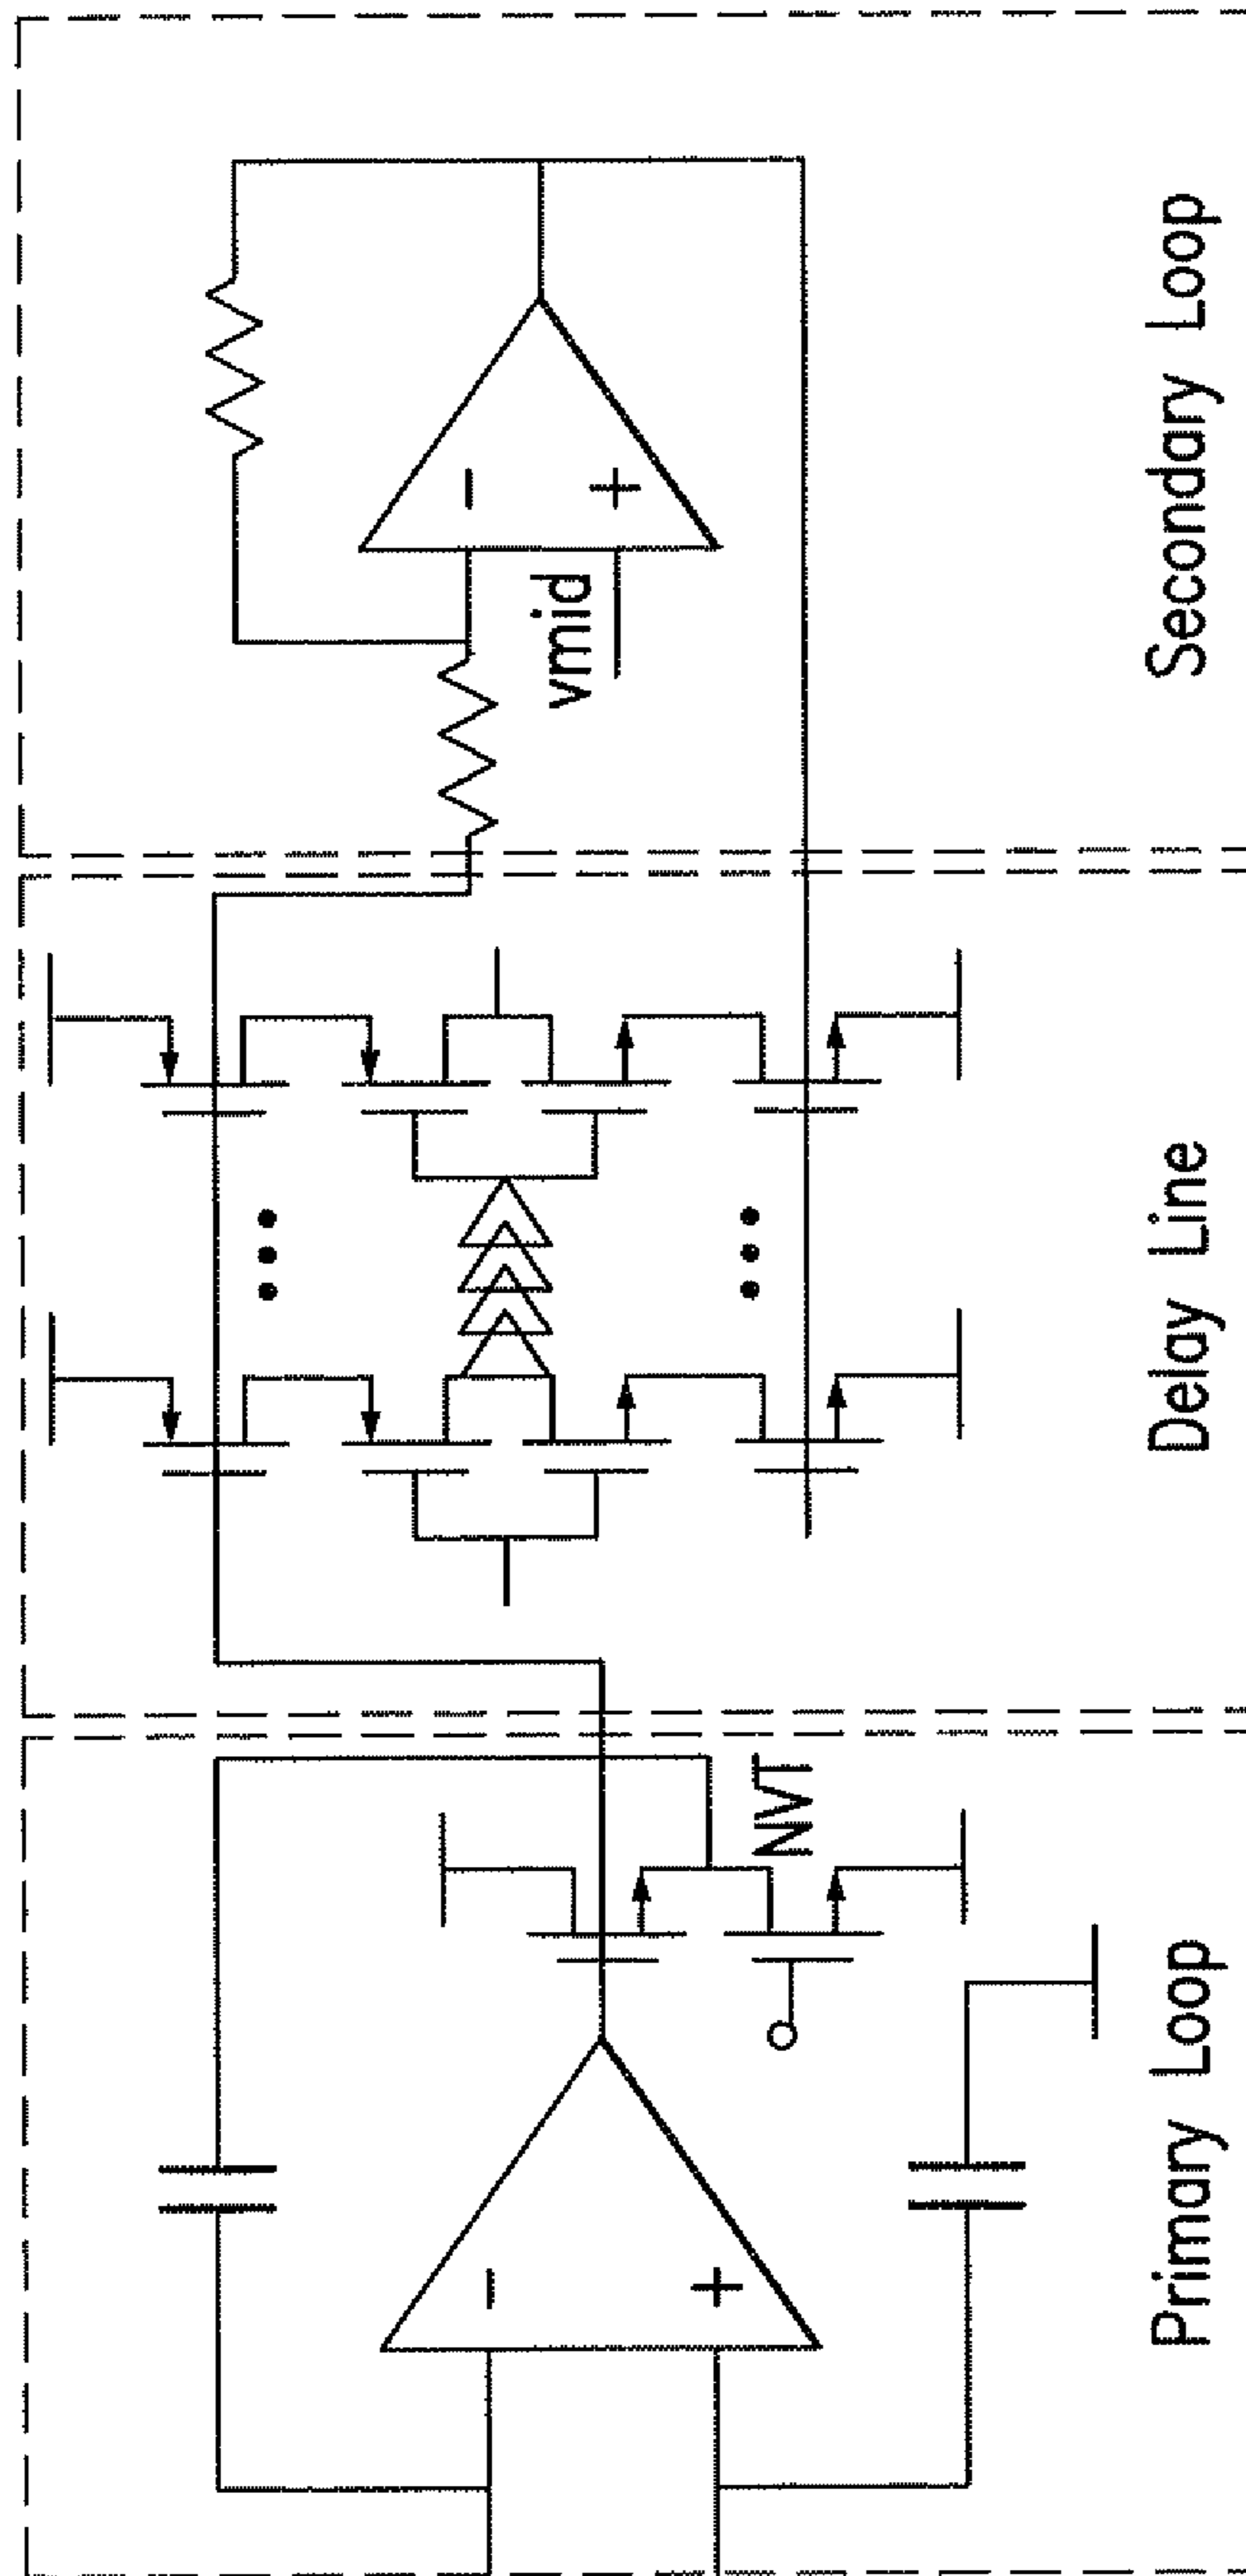 −
+
NVT
Primary Loop
Delay Line
vmid
−
+
Secondary Loop